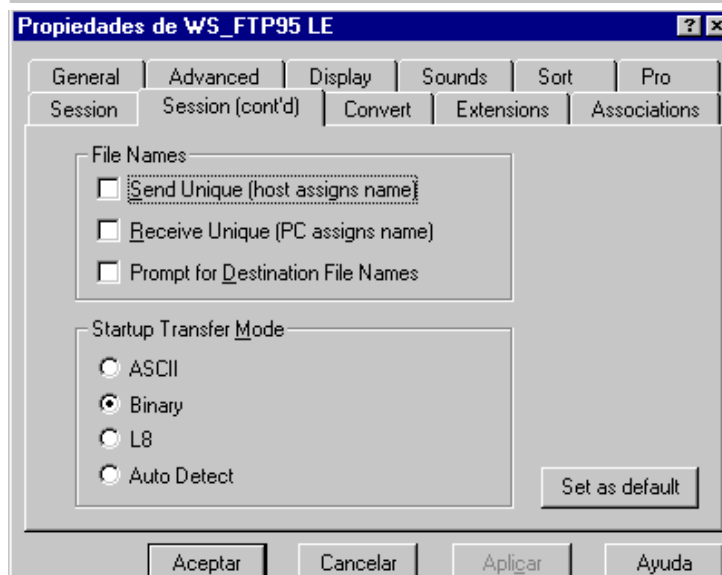 Propiedades de WS_FTP95 LE
General Advanced Display Sounds Sort Pro
Session Session (cont'd) Convert Extensions Associations
File Names
Send Unique (host assigns name)
Receive Unique (PC assigns name)
Prompt for Destination File Names
Startup Transfer Mode
ASCII
Binary
L8
Auto Detect
Set as default
Aceptar Cancelar Aplicar Ayuda